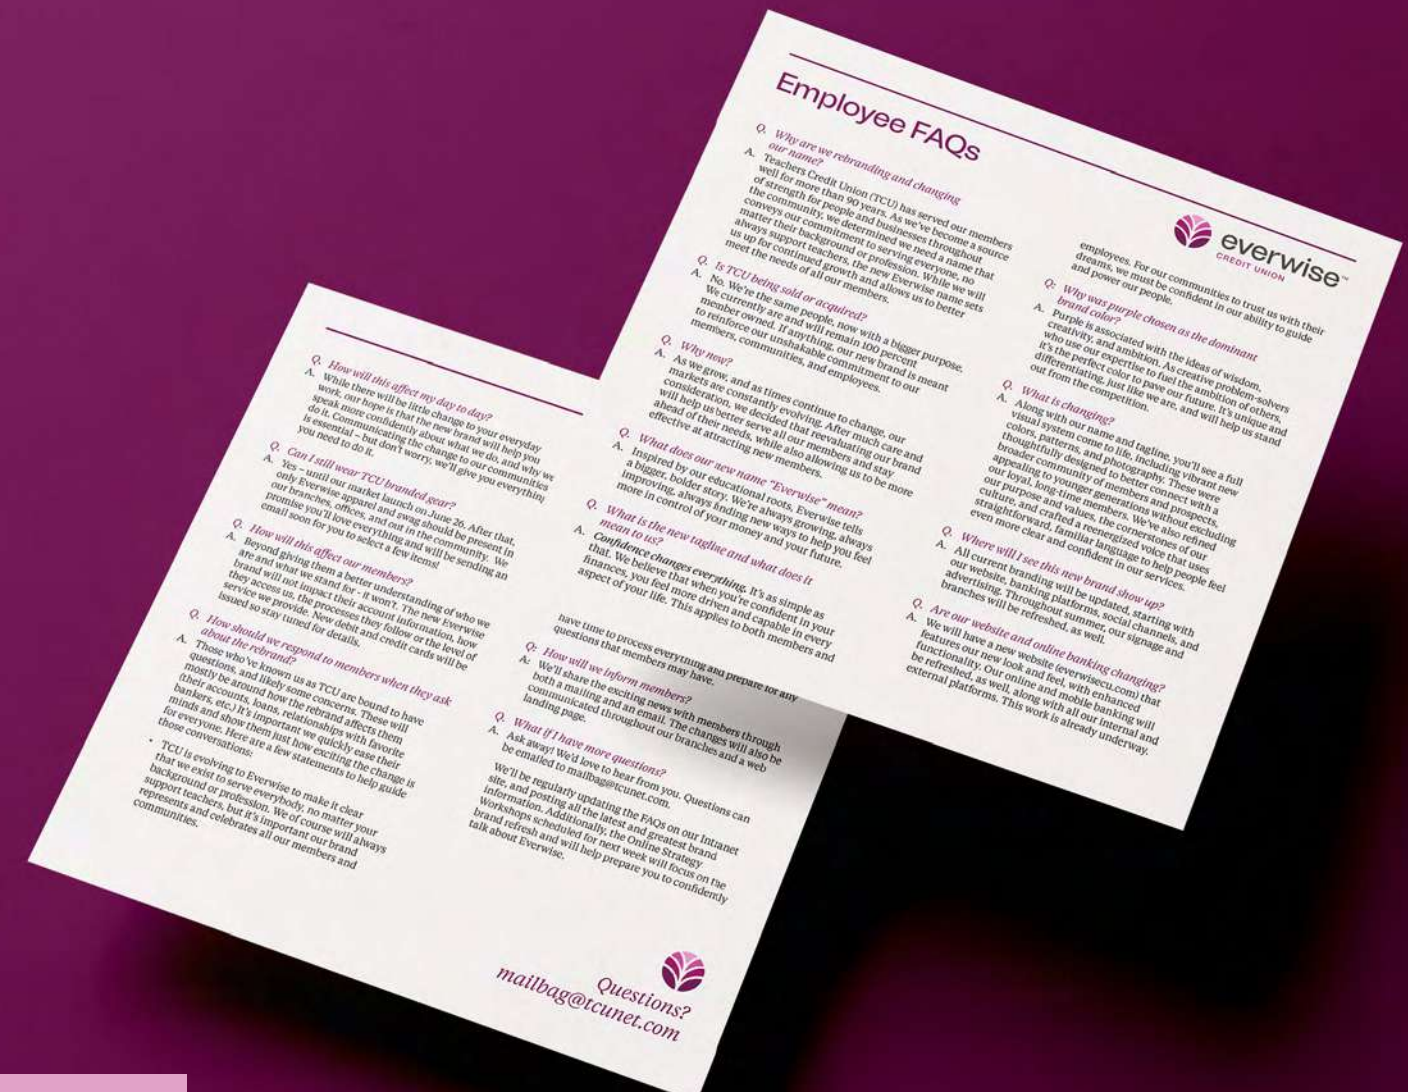 Employee FAQs
everwise™
CREDIT UNION
Q. Why are we rebranding and changing
our name?
A. Teachers Credit Union (TCU) has served our members
well for more than 90 years. As we've become a source
of strength for people and businesses throughout
the community, we determined we need a name that
conveys our commitment to serving everyone, no
matter their background or profession. While we will
always support teachers, the new Everwise name sets
us up for continued growth and allows us to better
meet the needs of all our members.
Q. Is TCU being sold or acquired?
A. No. We're the same people, now with a bigger purpose.
We currently are and will remain 100 percent
member owned. If anything, our new brand is meant
to reinforce our unshakable commitment to our
members, communities, and employees.
Q. Why now?
A. As we grow, and as times continue to change, our
markets are constantly evolving. After much care and
consideration, we decided that reevaluating our brand
will help us better serve all our members and stay
ahead of their needs, while also allowing us to be more
effective at attracting new members.
Q. What does our new name "Everwise" mean?
A. Inspired by our educational roots, Everwise tells
a bigger, bolder story. We're always growing, always
improving, always finding new ways to help you feel
more in control of your money and your future.
Q. What is the new tagline and what does it
mean to us?
A. Confidence changes everything. It's as simple as
that. We believe that when you're confident in your
finances, you feel more driven and capable in every
aspect of your life. This applies to both members and
employees. For our communities to trust us with their
dreams, we must be confident in our ability to guide
and power our people.
Q: Why was purple chosen as the dominant
brand color?
A. Purple is associated with the ideas of wisdom,
creativity, and ambition. As creative problem-solvers
who use our expertise to fuel the ambition of others,
it's the perfect color to pave our future. It's unique and
differentiating, just like we are, and will help us stand
out from the competition.
Q. What is changing?
A. Along with our name and tagline, you'll see a full
visual system come to life, including vibrant new
colors, patterns, and photography. These were
thoughtfully designed to better connect with a
broader community of members and prospects,
appealing to younger generations without excluding
our loyal, long-time members. We've also refined
our purpose and values, the cornerstones of our
culture, and crafted a reenergized voice that uses
straightforward, familiar language to help people feel
even more clear and confident in our services.
Q. Where will I see this new brand show up?
A. All current branding will be updated, starting with
our website, banking platforms, social channels, and
advertising. Throughout summer, our signage and
branches will be refreshed, as well.
Q. Are our website and online banking changing?
A. We will have a new website (everwisecu.com) that
features our new look and feel, with enhanced
functionality. Our online and mobile banking will
be refreshed, as well, along with all our internal and
external platforms. This work is already underway.
Q. How will this affect my day to day?
A. While there will be little change to your everyday
work, our hope is that the new brand will help you
speak more confidently about what we do, and why we
do it. Communicating the change to our communities
is essential – but don't worry, we'll give you everything
you need to do it.
Q. Can I still wear TCU branded gear?
A. Yes – until our market launch on June 26. After that,
only Everwise apparel and swag should be present in
our branches, offices, and out in the community. We
promise you'll love everything and will be sending an
email soon for you to select a few items!
Q. How will this affect our members?
A. Beyond giving them a better understanding of who we
are and what we stand for - it won't. The new Everwise
brand will not impact their account information, how
they access us, the processes they follow or the level of
service we provide. New debit and credit cards will be
issued so stay tuned for details.
Q. How should we respond to members when they ask
about the rebrand?
A. Those who've known us as TCU are bound to have
questions, and likely some concerns. These will
mostly be around how the rebrand affects them
(their accounts, loans, relationships with favorite
bankers, etc.) It's important we quickly ease their
minds and show them just how exciting the change is
for everyone. Here are a few statements to help guide
those conversations:
• TCU is evolving to Everwise to make it clear
that we exist to serve everybody, no matter your
background or profession. We of course will always
support teachers, but it's important our brand
represents and celebrates all our members and
communities.
have time to process everything and prepare for any
questions that members may have.
Q. How will we inform members?
A: We'll share the exciting news with members through
both a mailing and an email. The changes will also be
communicated throughout our branches and a web
landing page.
Q. What if I have more questions?
A. Ask away! We'd love to hear from you. Questions can
be emailed to mailbag@tcunet.com.
We'll be regularly updating the FAQs on our Intranet
site, and posting all the latest and greatest brand
information. Additionally, the Online Strategy
Workshops scheduled for next week will focus on the
brand refresh and will help prepare you to confidently
talk about Everwise.
Questions?
mailbag@tcunet.com